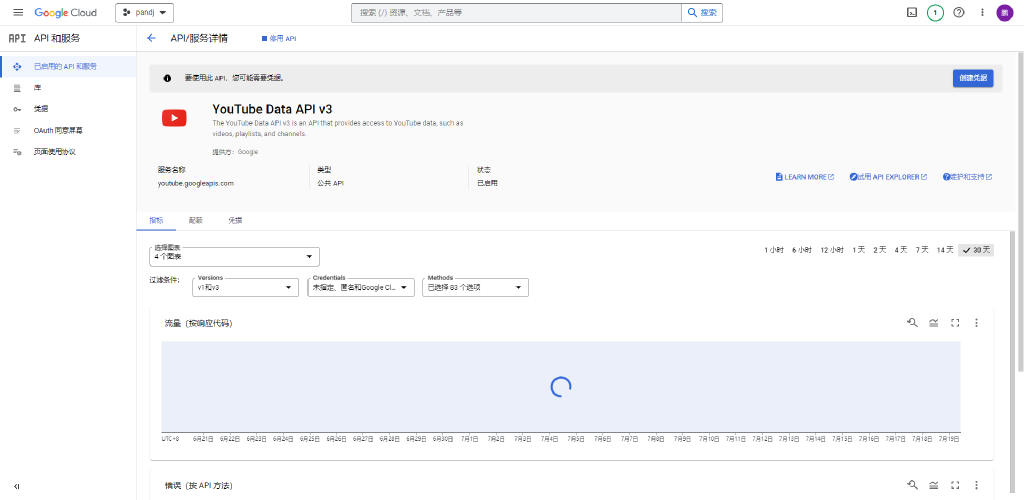 Google Cloud
pandj
搜索 (/) 资源、文档、产品等
搜索
1
鹏
API API 和服务
API/服务详情
停用 API
已启用的 API 和服务
库
凭据
OAuth 同意屏幕
页面使用协议
要使用此 API,您可能需要凭据。
创建凭据
YouTube Data API v3
The YouTube Data API v3 is an API that provides access to YouTube data, such as
videos, playlists, and channels.
提供方:Google
服务名称
youtube.googleapis.com
类型
公共 API
状态
已启用
LEARN MORE
试用 API EXPLORER
维护和支持
指标
配额
凭据
选择图表
4 个图表
1 小时 6 小时 12 小时 1 天 2 天 4 天 7 天 14 天 30 天
过滤条件:
Versions
v1和v3
Credentials
未指定、匿名和Google Cl...
Methods
已选择 83 个选项
流量(按响应代码)
UTC+8 6月21日 6月22日 6月23日 6月24日 6月25日 6月26日 6月27日 6月28日 6月29日 6月30日 7月1日 7月2日 7月3日 7月4日 7月5日 7月6日 7月7日 7月8日 7月9日 7月10日 7月11日 7月12日 7月13日 7月14日 7月15日 7月16日 7月17日 7月18日 7月19日
错误(按 API 方法)